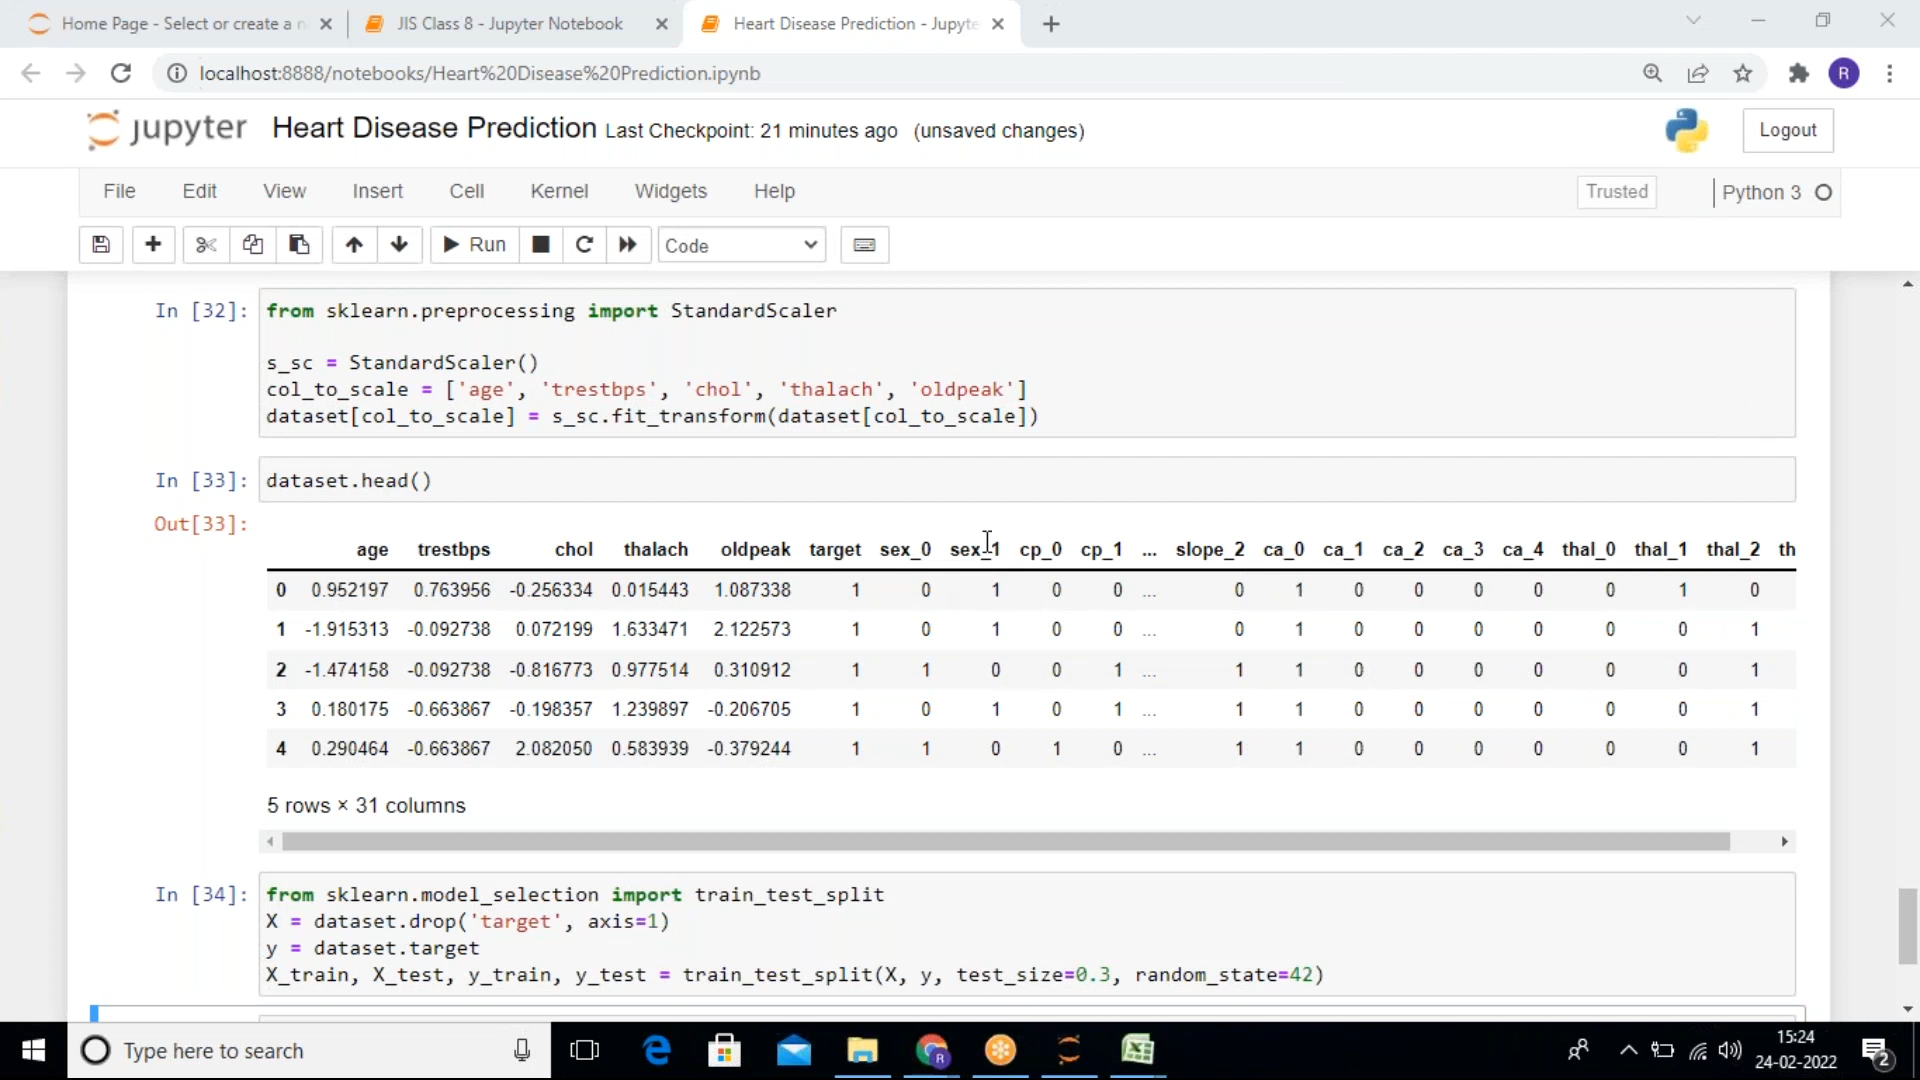 Home Page - Select or create a n
JIS Class 8 - Jupyter Notebook
Heart Disease Prediction - Jupyte
localhost:8888/notebooks/Heart%20Disease%20Prediction.ipynb
R
jupyter Heart Disease Prediction Last Checkpoint: 21 minutes ago (unsaved changes)
Logout
File Edit View Insert Cell Kernel Widgets Help
Trusted
Python 3
Run
Code
In [32]: from sklearn.preprocessing import StandardScaler
s_sc = StandardScaler()
col_to_scale = ['age', 'trestbps', 'chol', 'thalach', 'oldpeak']
dataset[col_to_scale] = s_sc.fit_transform(dataset[col_to_scale])
In [33]: dataset.head()
Out[33]:
age trestbps chol thalach oldpeak target sex_0 sex_1 cp_0 cp_1 ... slope_2 ca_0 ca_1 ca_2 ca_3 ca_4 thal_0 thal_1 thal_2 th
0 0.952197 0.763956 -0.256334 0.015443 1.087338 1 0 1 0 0 ... 0 1 0 0 0 0 0 1 0
1 -1.915313 -0.092738 0.072199 1.633471 2.122573 1 0 1 0 0 ... 0 1 0 0 0 0 0 0 1
2 -1.474158 -0.092738 -0.816773 0.977514 0.310912 1 1 0 0 1 ... 1 1 0 0 0 0 0 0 1
3 0.180175 -0.663867 -0.198357 1.239897 -0.206705 1 0 1 0 1 ... 1 1 0 0 0 0 0 0 1
4 0.290464 -0.663867 2.082050 0.583939 -0.379244 1 1 0 1 0 ... 1 1 0 0 0 0 0 0 1
5 rows × 31 columns
In [34]: from sklearn.model_selection import train_test_split
X = dataset.drop('target', axis=1)
y = dataset.target
X_train, X_test, y_train, y_test = train_test_split(X, y, test_size=0.3, random_state=42)
Type here to search
R
15:24
24-02-2022
2